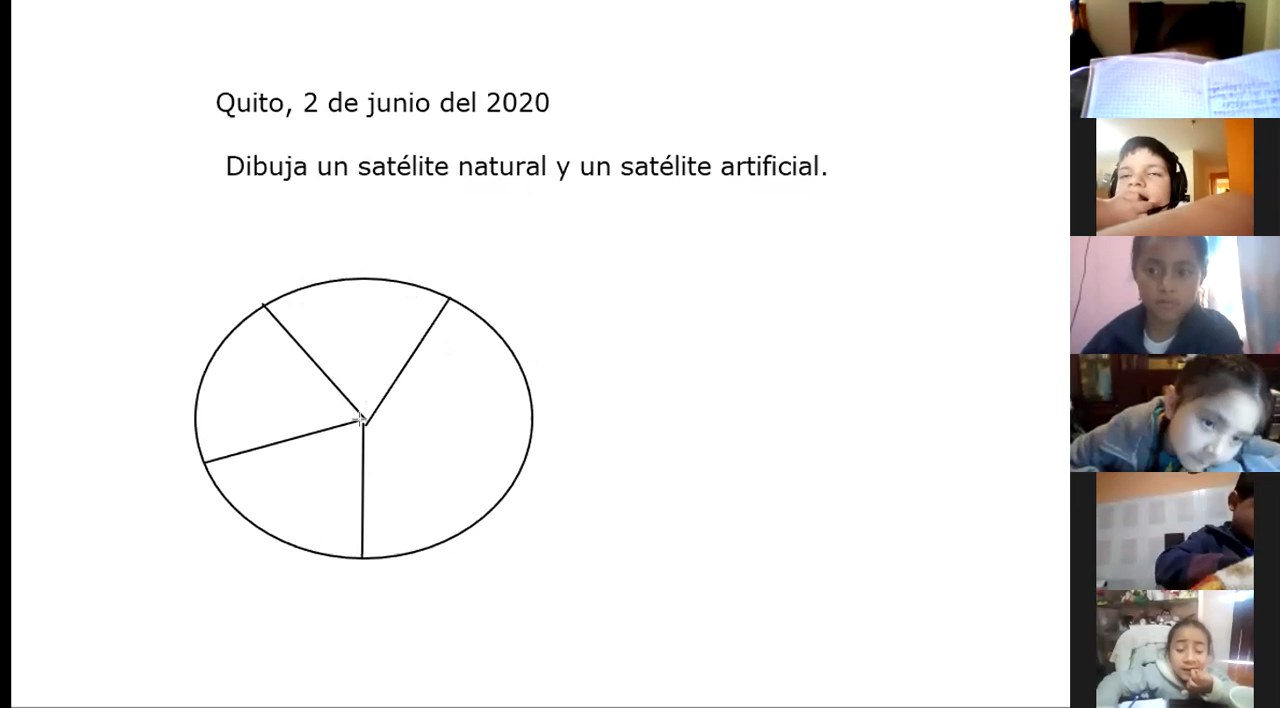 Quito, 2 de junio del 2020
Dibuja un satélite natural y un satélite artificial.